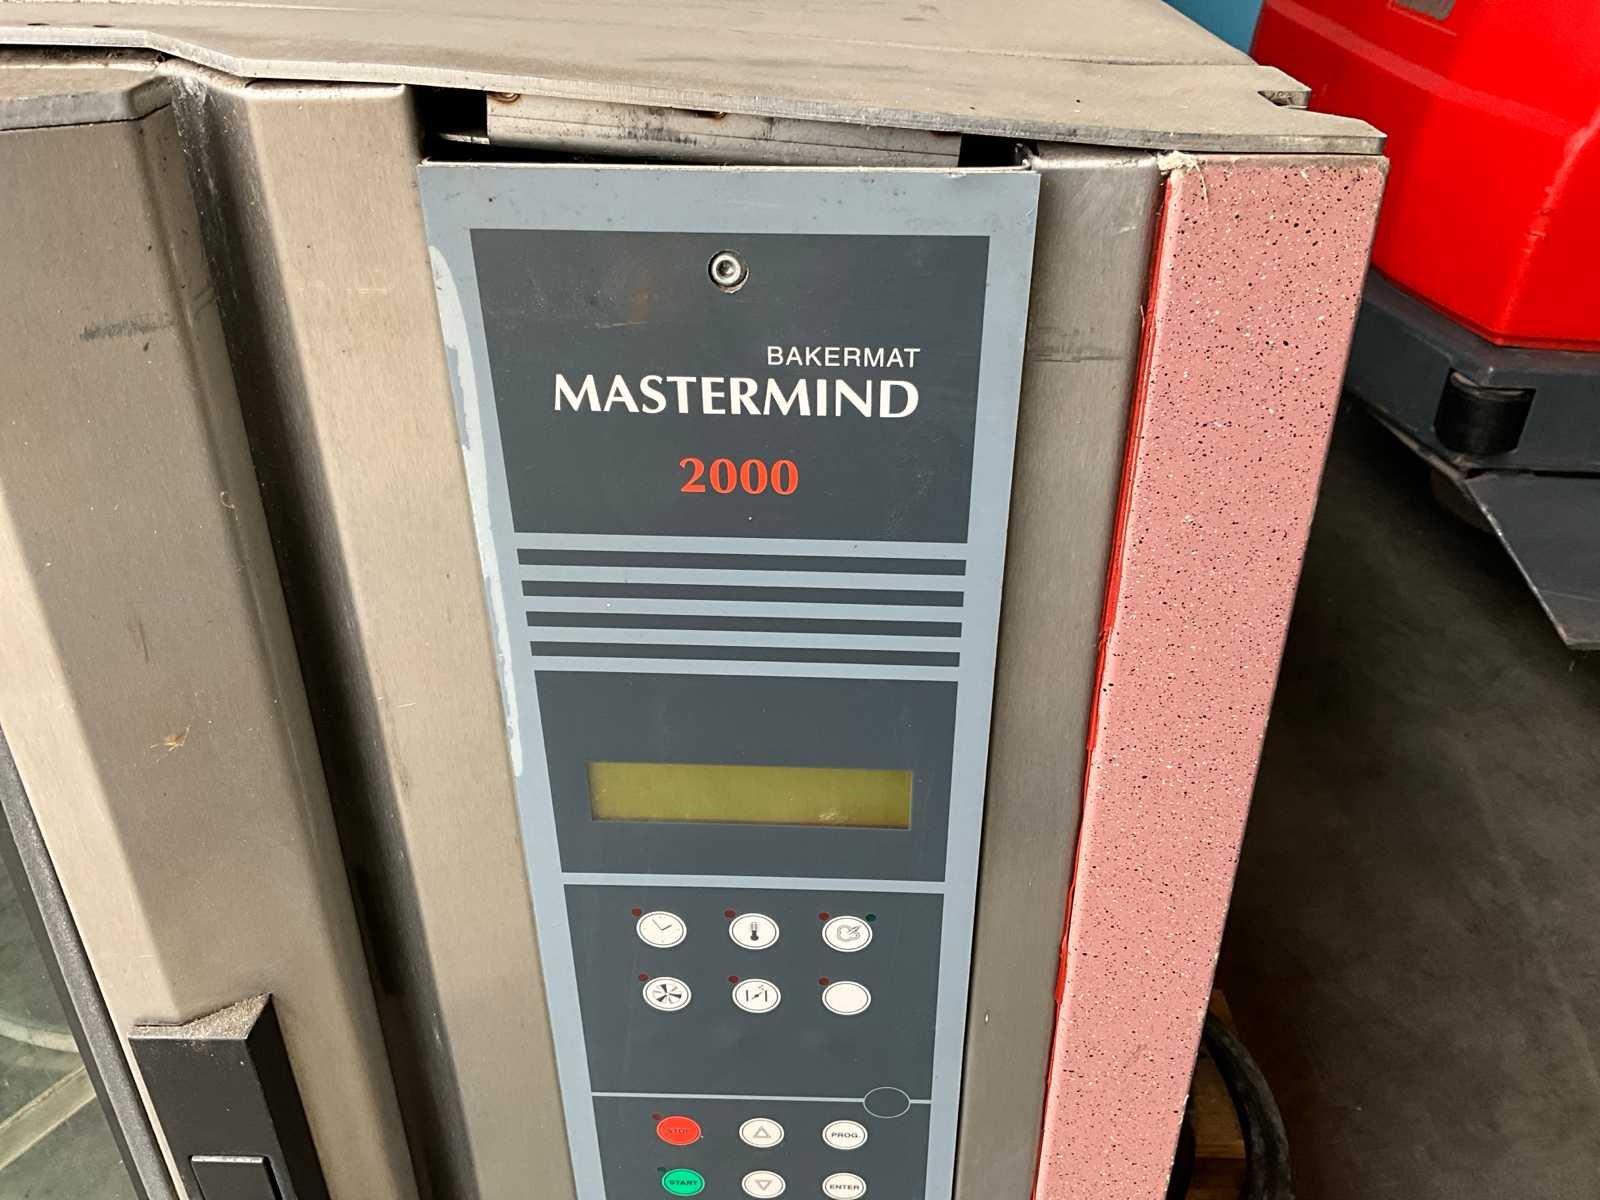 BAKERMAT
MASTERMIND
2000
STOP
PROG.
START
ENTER